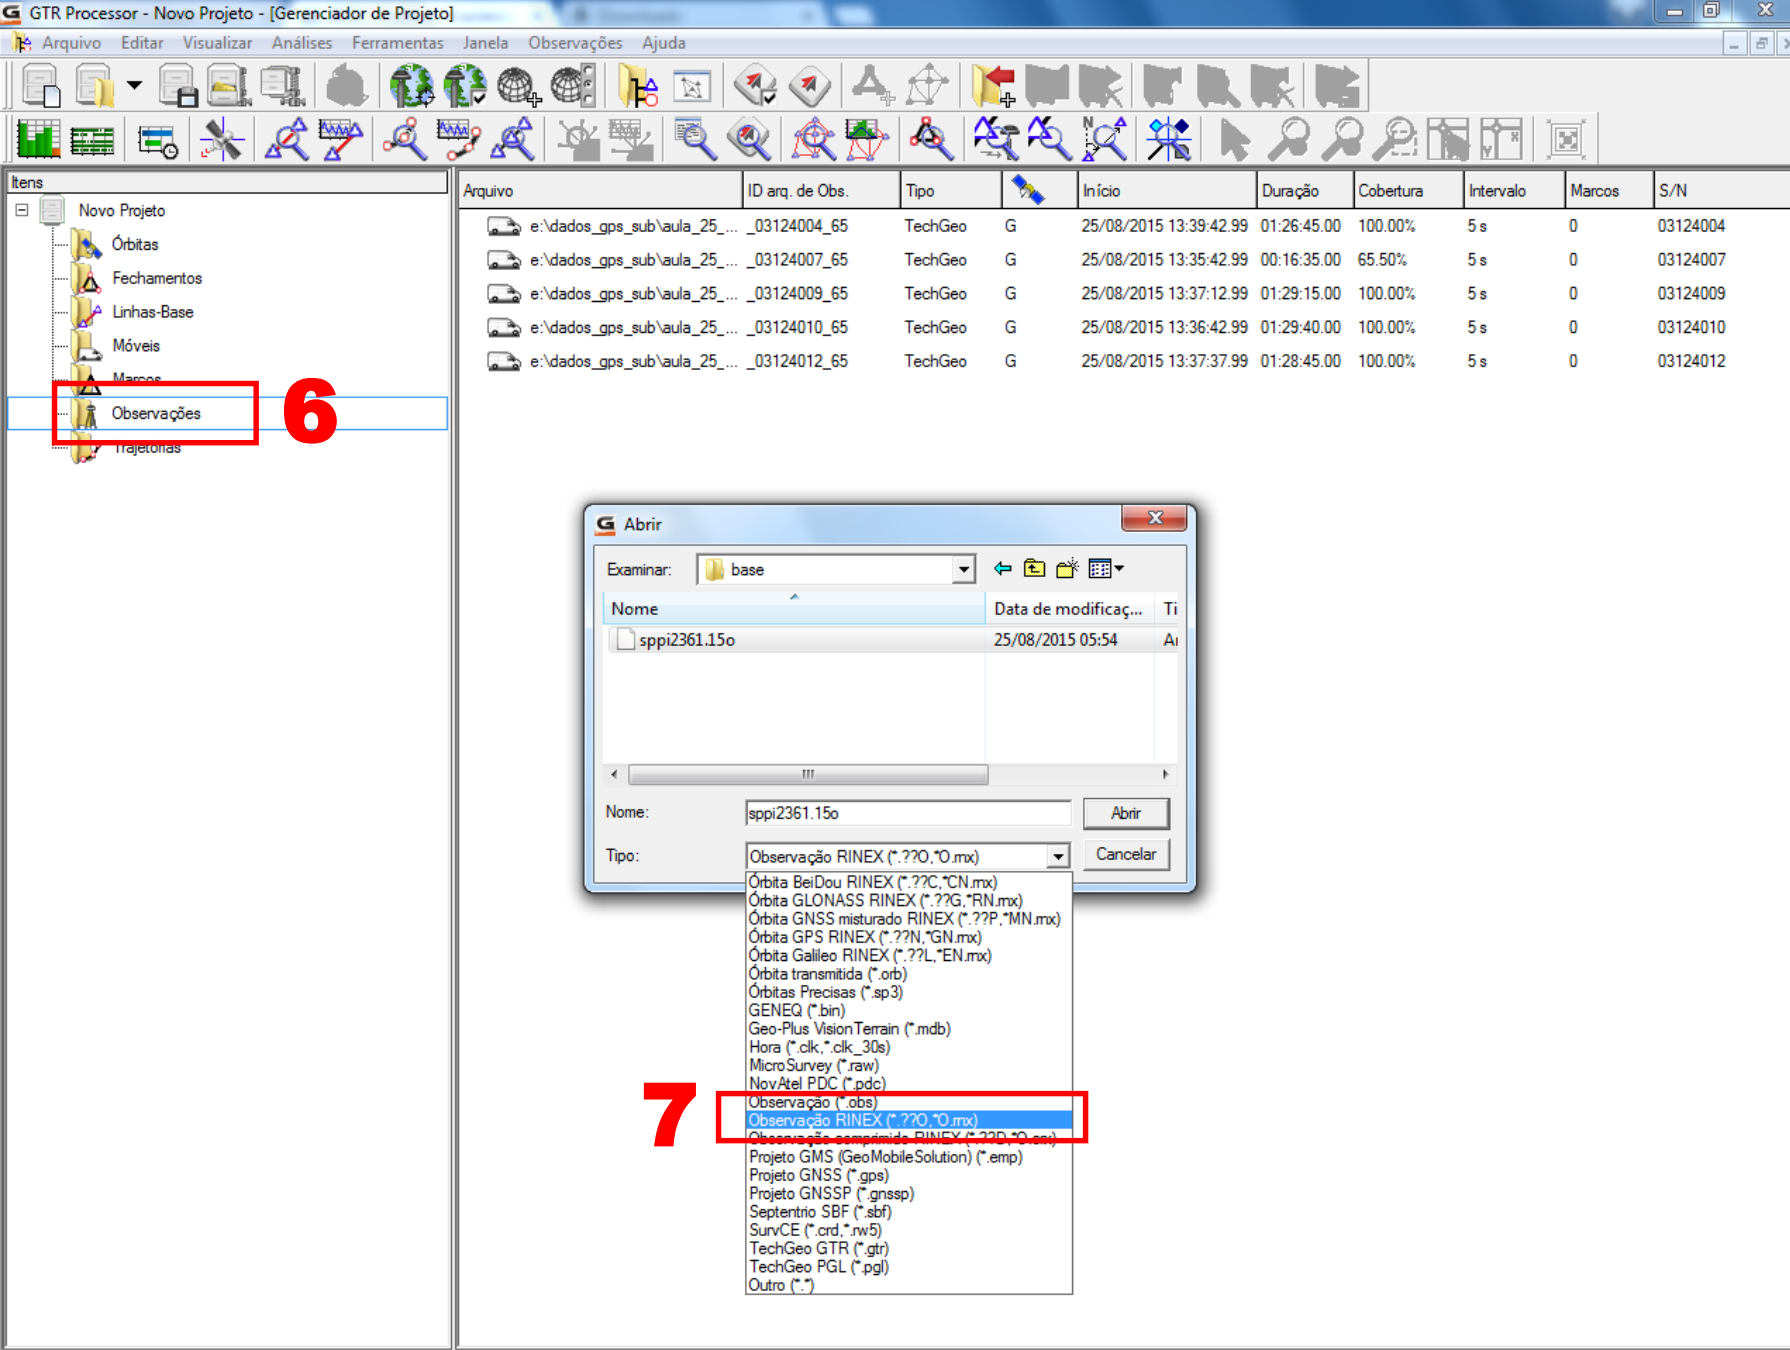 GTR Processor - Novo Projeto - [Gerenciador de Projeto]
Arquivo Editar Visualizar Análises Ferramentas Janela Observações Ajuda
Itens
Novo Projeto
Órbitas
Fechamentos
Linhas-Base
Móveis
Marcos
Observações
Trajetórias
6
Arquivo ID arq. de Obs. Tipo Início Duração Cobertura Intervalo Marcos S/N
e:\dados_gps_sub\aula_25_... _03124004_65 TechGeo G 25/08/2015 13:39:42.99 01:26:45.00 100.00% 5 s 0 03124004
e:\dados_gps_sub\aula_25_... _03124007_65 TechGeo G 25/08/2015 13:35:42.99 00:16:35.00 65.50% 5 s 0 03124007
e:\dados_gps_sub\aula_25_... _03124009_65 TechGeo G 25/08/2015 13:37:12.99 01:29:15.00 100.00% 5 s 0 03124009
e:\dados_gps_sub\aula_25_... _03124010_65 TechGeo G 25/08/2015 13:36:42.99 01:29:40.00 100.00% 5 s 0 03124010
e:\dados_gps_sub\aula_25_... _03124012_65 TechGeo G 25/08/2015 13:37:37.99 01:28:45.00 100.00% 5 s 0 03124012
Abrir
Examinar: base
Nome Data de modificaç... Ti
sppi2361.15o 25/08/2015 05:54 Ar
Nome: sppi2361.15o Abrir
Tipo: Observação RINEX (*.??O,*O.rnx) Cancelar
Órbita BeiDou RINEX (*.??C,*CN.rnx)
Órbita GLONASS RINEX (*.??G,*RN.rnx)
Órbita GNSS misturado RINEX (*.??P,*MN.rnx)
Órbita GPS RINEX (*.??N,*GN.rnx)
Órbita Galileo RINEX (*.??L,*EN.rnx)
Órbita transmitida (*.orb)
Órbitas Precisas (*.sp3)
GENEQ (*.bin)
Geo-Plus VisionTerrain (*.mdb)
Hora (*.clk,*.clk_30s)
MicroSurvey (*.raw)
NovAtel PDC (*.pdc)
Observação (*.obs)
Observação RINEX (*.??O,*O.rnx)
Observação comprimido RINEX (*.??D,*O.crx)
Projeto GMS (GeoMobileSolution) (*.emp)
Projeto GNSS (*.gps)
Projeto GNSSP (*.gnssp)
Septentrio SBF (*.sbf)
SurvCE (*.crd,*.rw5)
TechGeo GTR (*.gtr)
TechGeo PGL (*.pgl)
Outro (*.*)
7